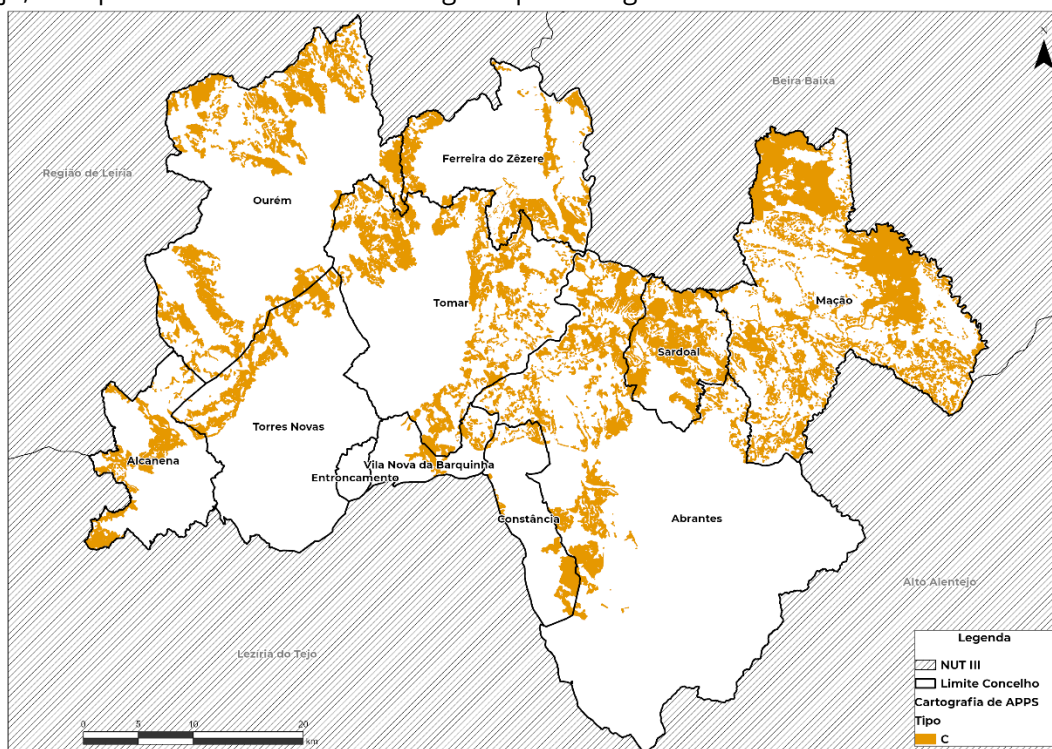 N
Beira Baixa
Ferreira do Zêzere
Região de Leiria
Ourém
Mação
Tomar
Sardoal
Torres Novas
Alcanena
Vila Nova da Barquinha
Entroncamento
Constância
Abrantes
Alto Alentejo
Lezíria do Tejo
Legenda
NUT III
Limite Concelho
Cartografia de APPS
Tipo
C
0 5 10 20
km